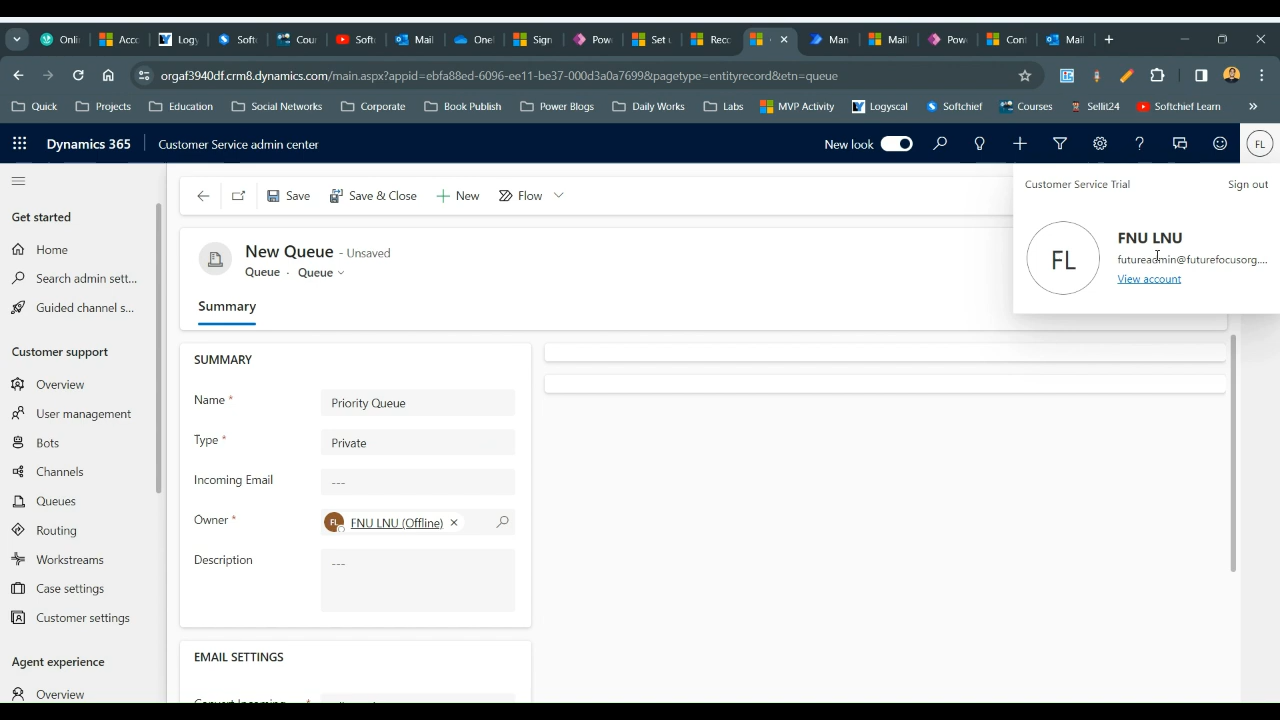 Onli
Acco
Logy
Soft
Cour
Soft
Mail
One
Sign
Pow
Set u
Reco
Man
Mail
Pow
Con
Mail
orgaf3940df.crm8.dynamics.com/main.aspx?appid=ebfa88ed-6096-ee11-be37-000d3a0a7699&pagetype=entityrecord&etn=queue
Quick
Projects
Education
Social Networks
Corporate
Book Publish
Power Blogs
Daily Works
Labs
MVP Activity
Logyscal
Softchief
Courses
Sellit24
Softchief Learn
Dynamics 365
Customer Service admin center
New look
FL
Get started
Home
Search admin sett...
Guided channel s...
Customer support
Overview
User management
Bots
Channels
Queues
Routing
Workstreams
Case settings
Customer settings
Agent experience
Overview
Save
Save & Close
New
Flow
New Queue - Unsaved
Queue · Queue
Summary
SUMMARY
Name *
Priority Queue
Type *
Private
Incoming Email
---
Owner *
FL
FNU LNU (Offline)
Description
---
EMAIL SETTINGS
Customer Service Trial
Sign out
FL
FNU LNU
futureadmin@futurefocusorg....
View account